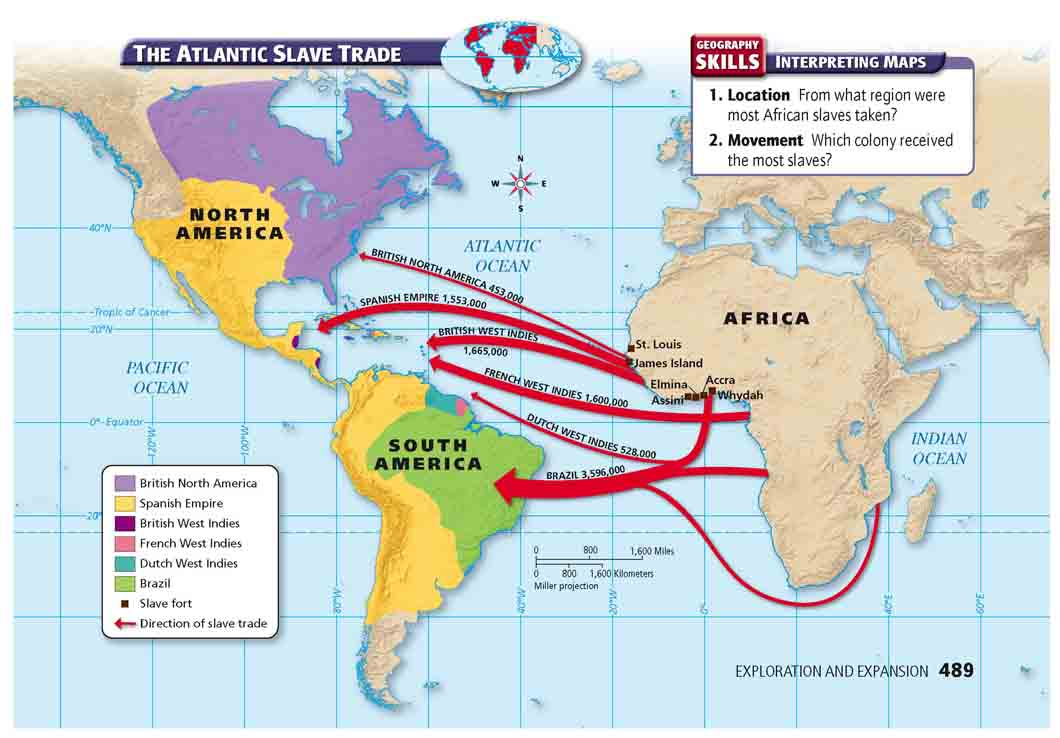 THE ATLANTIC SLAVE TRADE
GEOGRAPHY
SKILLS
INTERPRETING MAPS
1. Location From what region were
most African slaves taken?
2. Movement Which colony received
the most slaves?
N
W
E
S
NORTH
AMERICA
40°N
ATLANTIC
OCEAN
BRITISH NORTH AMERICA 453,000
SPANISH EMPIRE 1,553,000
Tropic of Cancer
20°N
AFRICA
BRITISH WEST INDIES
1,665,000
St. Louis
James Island
PACIFIC
OCEAN
FRENCH WEST INDIES 1,600,000
Elmina
Accra
Assini
Whydah
0° Equator
120°W
100°W
DUTCH WEST INDIES 528,000
INDIAN
OCEAN
SOUTH
AMERICA
BRAZIL 3,596,000
British North America
Spanish Empire
British West Indies
French West Indies
Dutch West Indies
Brazil
Slave fort
Direction of slave trade
20°
0 800 1,600 Miles
0 800 1,600 Kilometers
Miller projection
80°W
40°W
20°W
0°
40°E
60°E
EXPLORATION AND EXPANSION 489